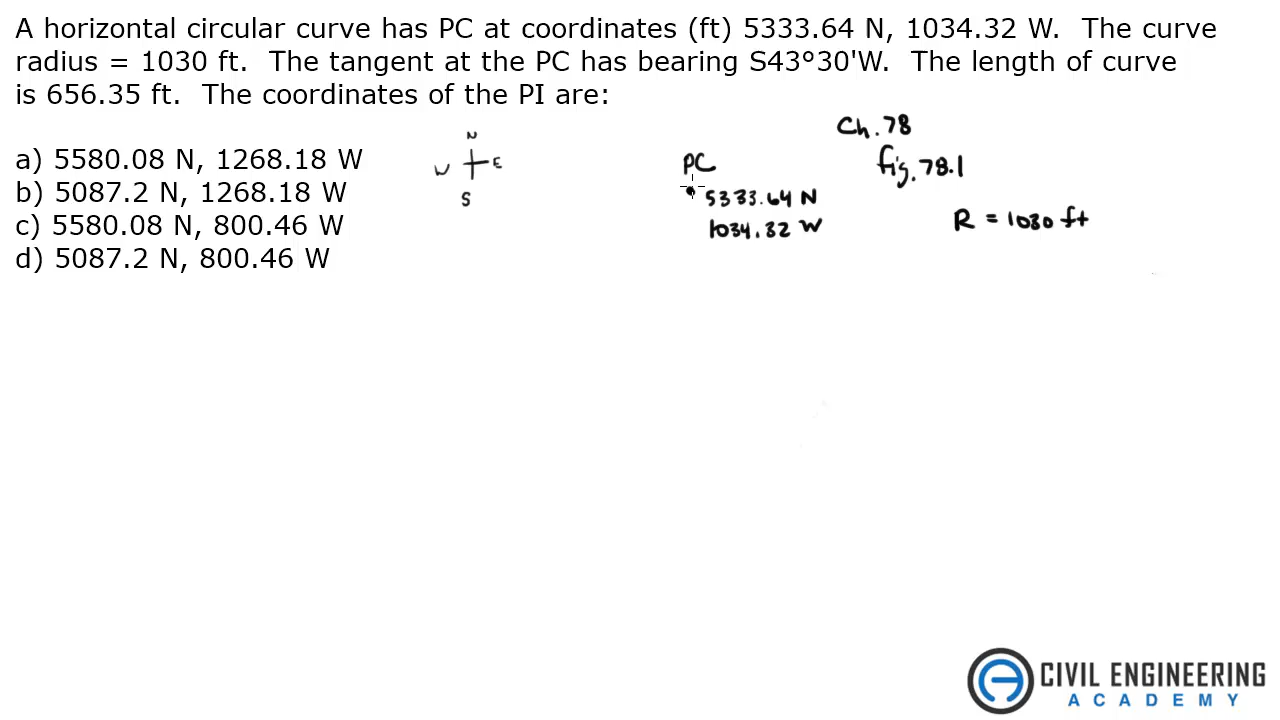 A horizontal circular curve has PC at coordinates (ft) 5333.64 N, 1034.32 W. The curve
radius = 1030 ft. The tangent at the PC has bearing S43º30'W. The length of curve
is 656.35 ft. The coordinates of the PI are:
a) 5580.08 N, 1268.18 W
b) 5087.2 N, 1268.18 W
c) 5580.08 N, 800.46 W
d) 5087.2 N, 800.46 W
N
W E
S
PC
5333.64 N
1034.32 W
Ch. 78
fig. 78.1
R = 1030 ft
CIVIL ENGINEERING
ACADEMY